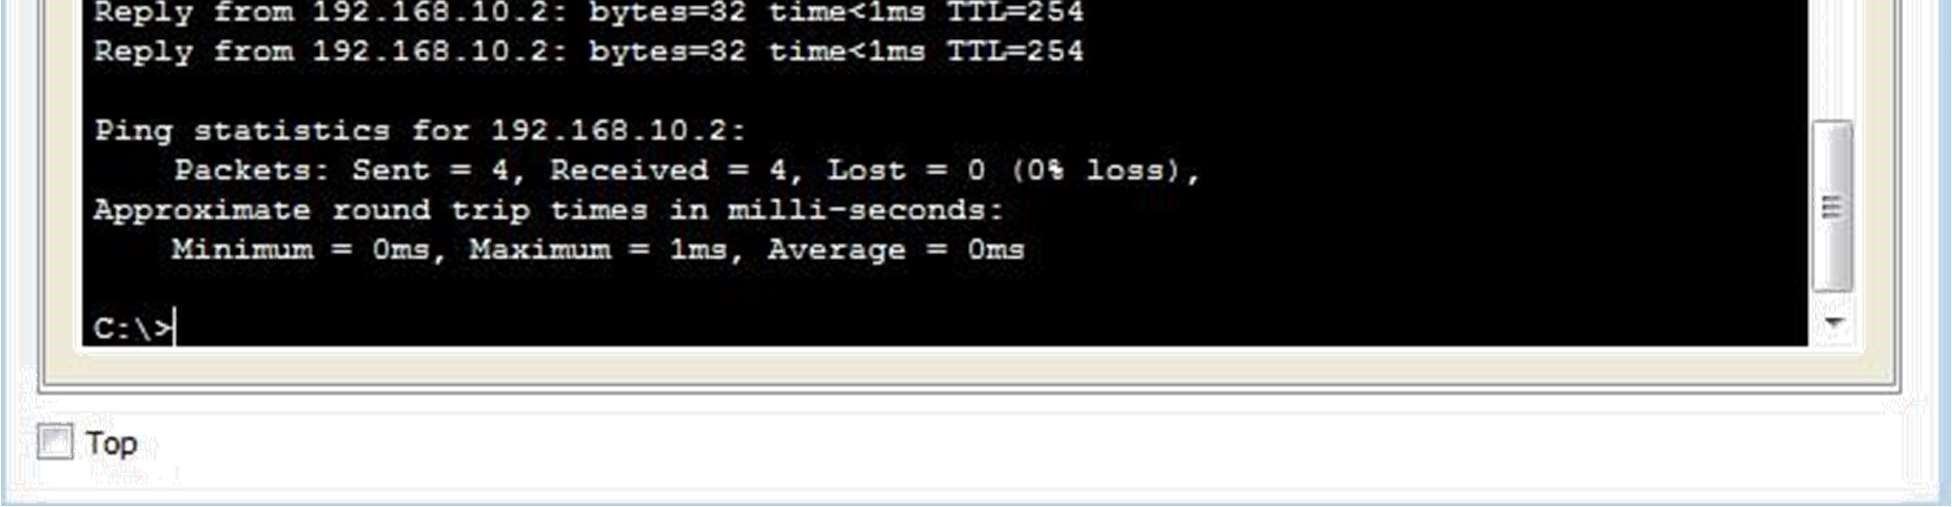 Reply from 192.168.10.2: bytes=32 time<1ms TTL=254
Reply from 192.168.10.2: bytes=32 time<1ms TTL=254
Ping statistics for 192.168.10.2:
    Packets: Sent = 4, Received = 4, Lost = 0 (0% loss),
Approximate round trip times in milli-seconds:
    Minimum = 0ms, Maximum = 1ms, Average = 0ms
C:\>
Top